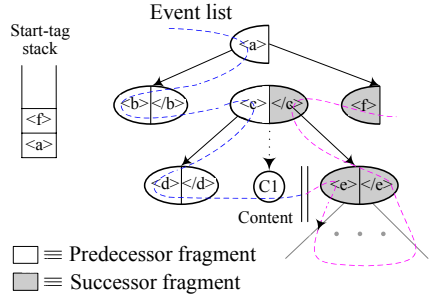 Event list
Start-tag
stack
<a>
<b> </b>
<c> </c>
<f>
<f>
<a>
<d> </d>
C1
<e> </e>
Content
• • •
≡ Predecessor fragment
≡ Successor fragment